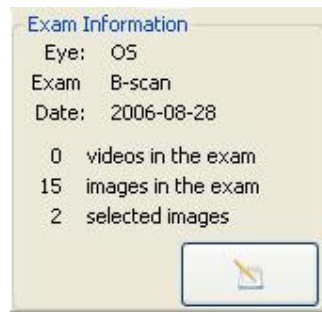 Exam Information
Eye: OS
Exam B-scan
Date: 2006-08-28
0 videos in the exam
15 images in the exam
2 selected images